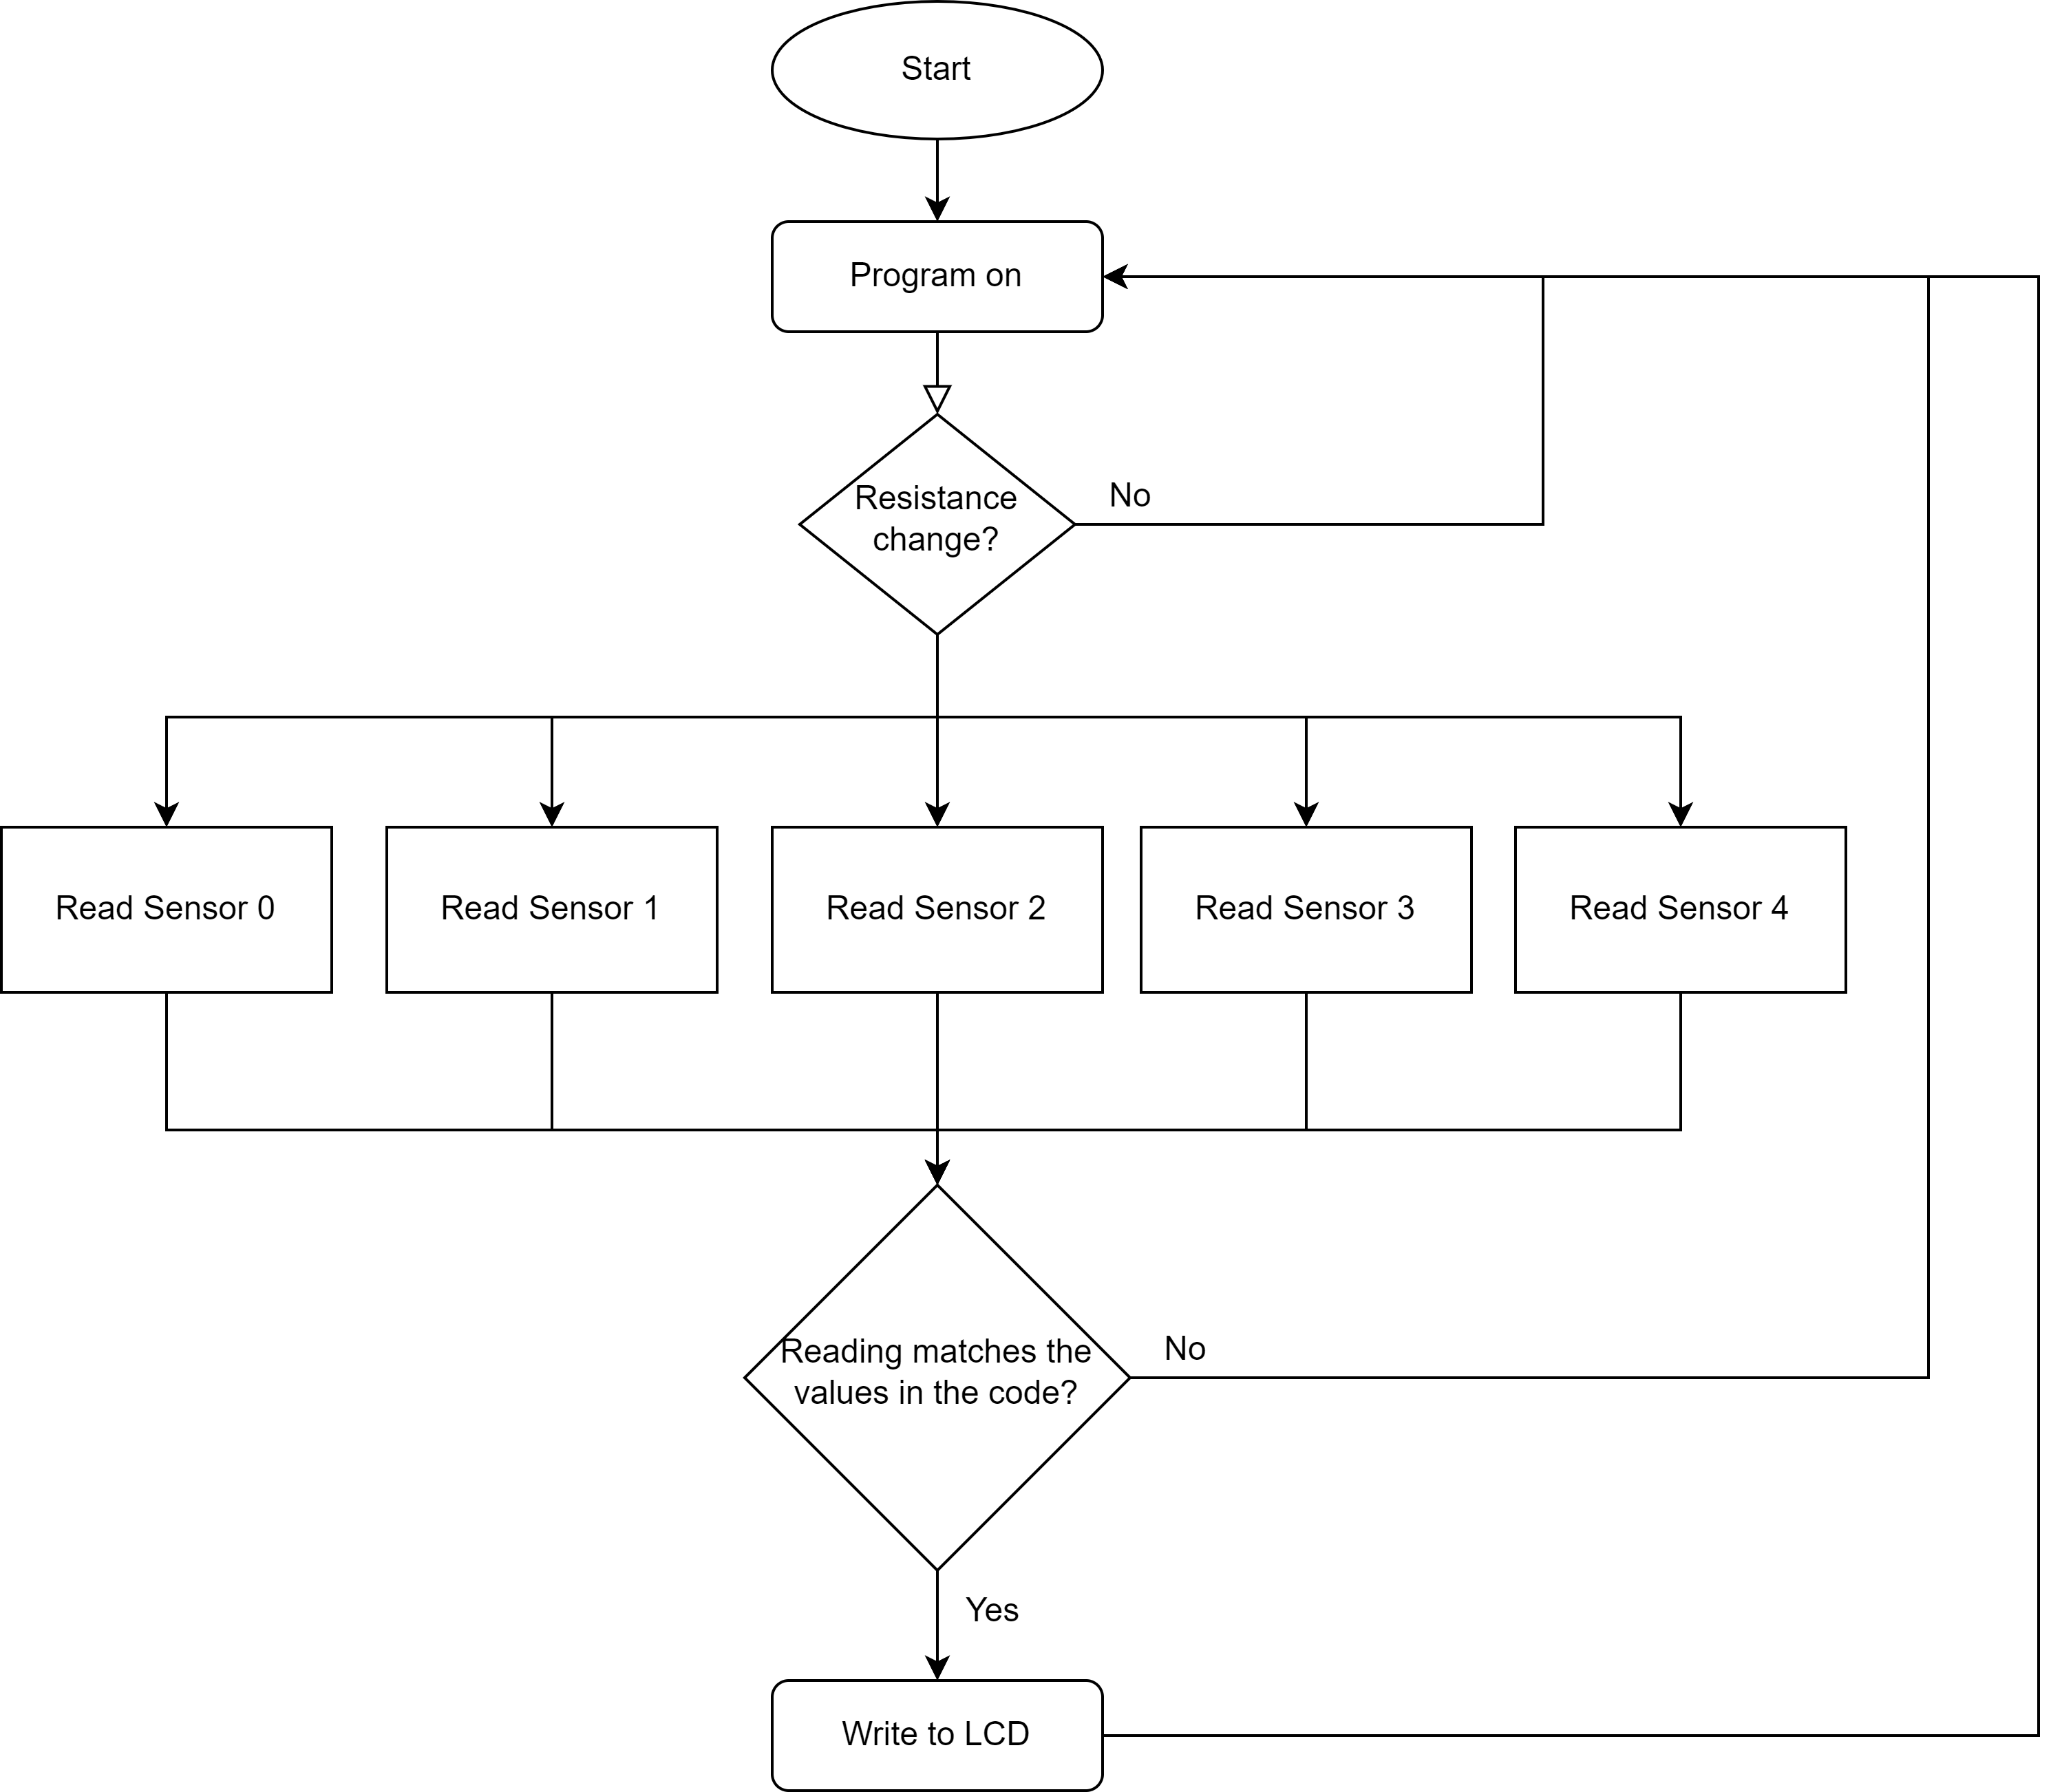 Start
Program on
Resistance
change?
No
Read Sensor 0
Read Sensor 1
Read Sensor 2
Read Sensor 3
Read Sensor 4
Reading matches the
values in the code?
No
Yes
Write to LCD